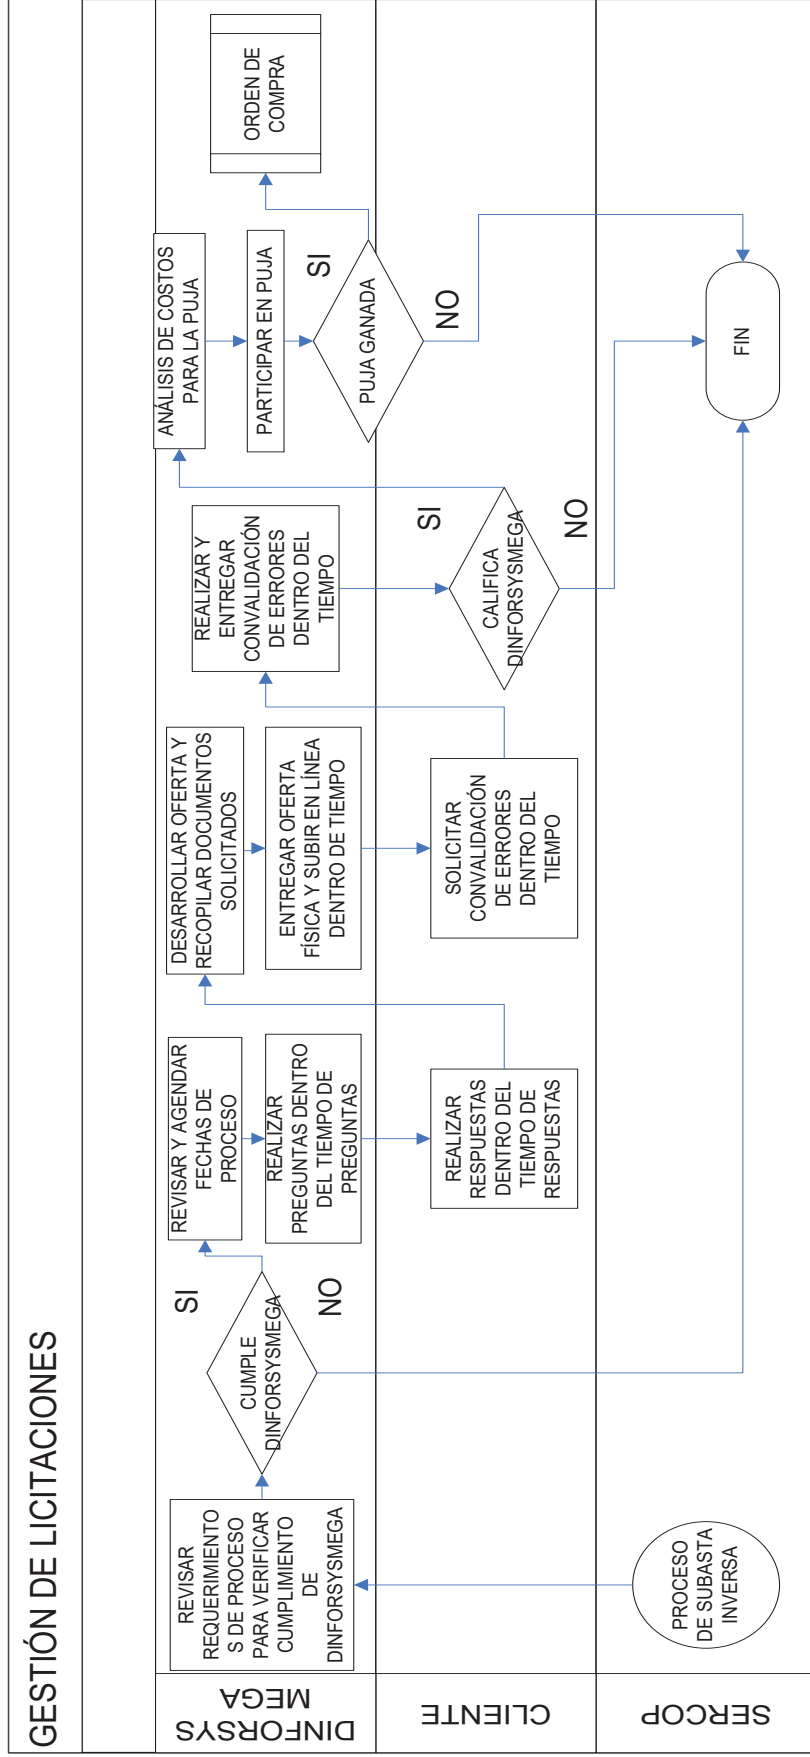 GESTIÓN DE LICITACIONES
DINFORSYS
MEGA
CLIENTE
SERCOP
PROCESO
DE SUBASTA
INVERSA
REVISAR
REQUERIMIENTO
S DE PROCESO
PARA VERIFICAR
CUMPLIMIENTO
DE
DINFORSYSMEGA
CUMPLE
DINFORSYSMEGA
SI
NO
REVISAR Y AGENDAR
FECHAS DE
PROCESO
REALIZAR
PREGUNTAS DENTRO
DEL TIEMPO DE
PREGUNTAS
REALIZAR
RESPUESTAS
DENTRO DEL
TIEMPO DE
RESPUESTAS
DESARROLLAR OFERTA Y
RECOPILAR DOCUMENTOS
SOLICITADOS
ENTREGAR OFERTA
FÍSICA Y SUBIR EN LÍNEA
DENTRO DE TIEMPO
SOLICITAR
CONVALIDACIÓN
DE ERRORES
DENTRO DEL
TIEMPO
REALIZAR Y
ENTREGAR
CONVALIDACIÓN
DE ERRORES
DENTRO DEL
TIEMPO
CALIFICA
DINFORSYSMEGA
SI
NO
ANÁLISIS DE COSTOS
PARA LA PUJA
PARTICIPAR EN PUJA
PUJA GANADA
SI
NO
ORDEN DE
COMPRA
FIN